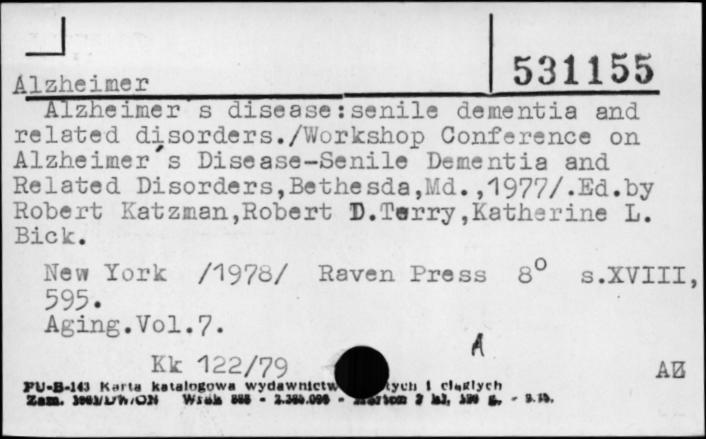 531155
Alzheimer
Alzheimer's disease:senile dementia and
related disorders./Workshop Conference on
Alzheimer's Disease-Senile Dementia and
Related Disorders,Bethesda,Md.,1977/.Ed.by
Robert Katzman,Robert D.Terry,Katherine L.
Bick.
New York /1978/ Raven Press 8° s.XVIII,
595.
Aging.Vol.7.
Kk 122/79
A
AZ
PU-B-143 Karta katalogowa wydawnictw i ciągłych
Zam.